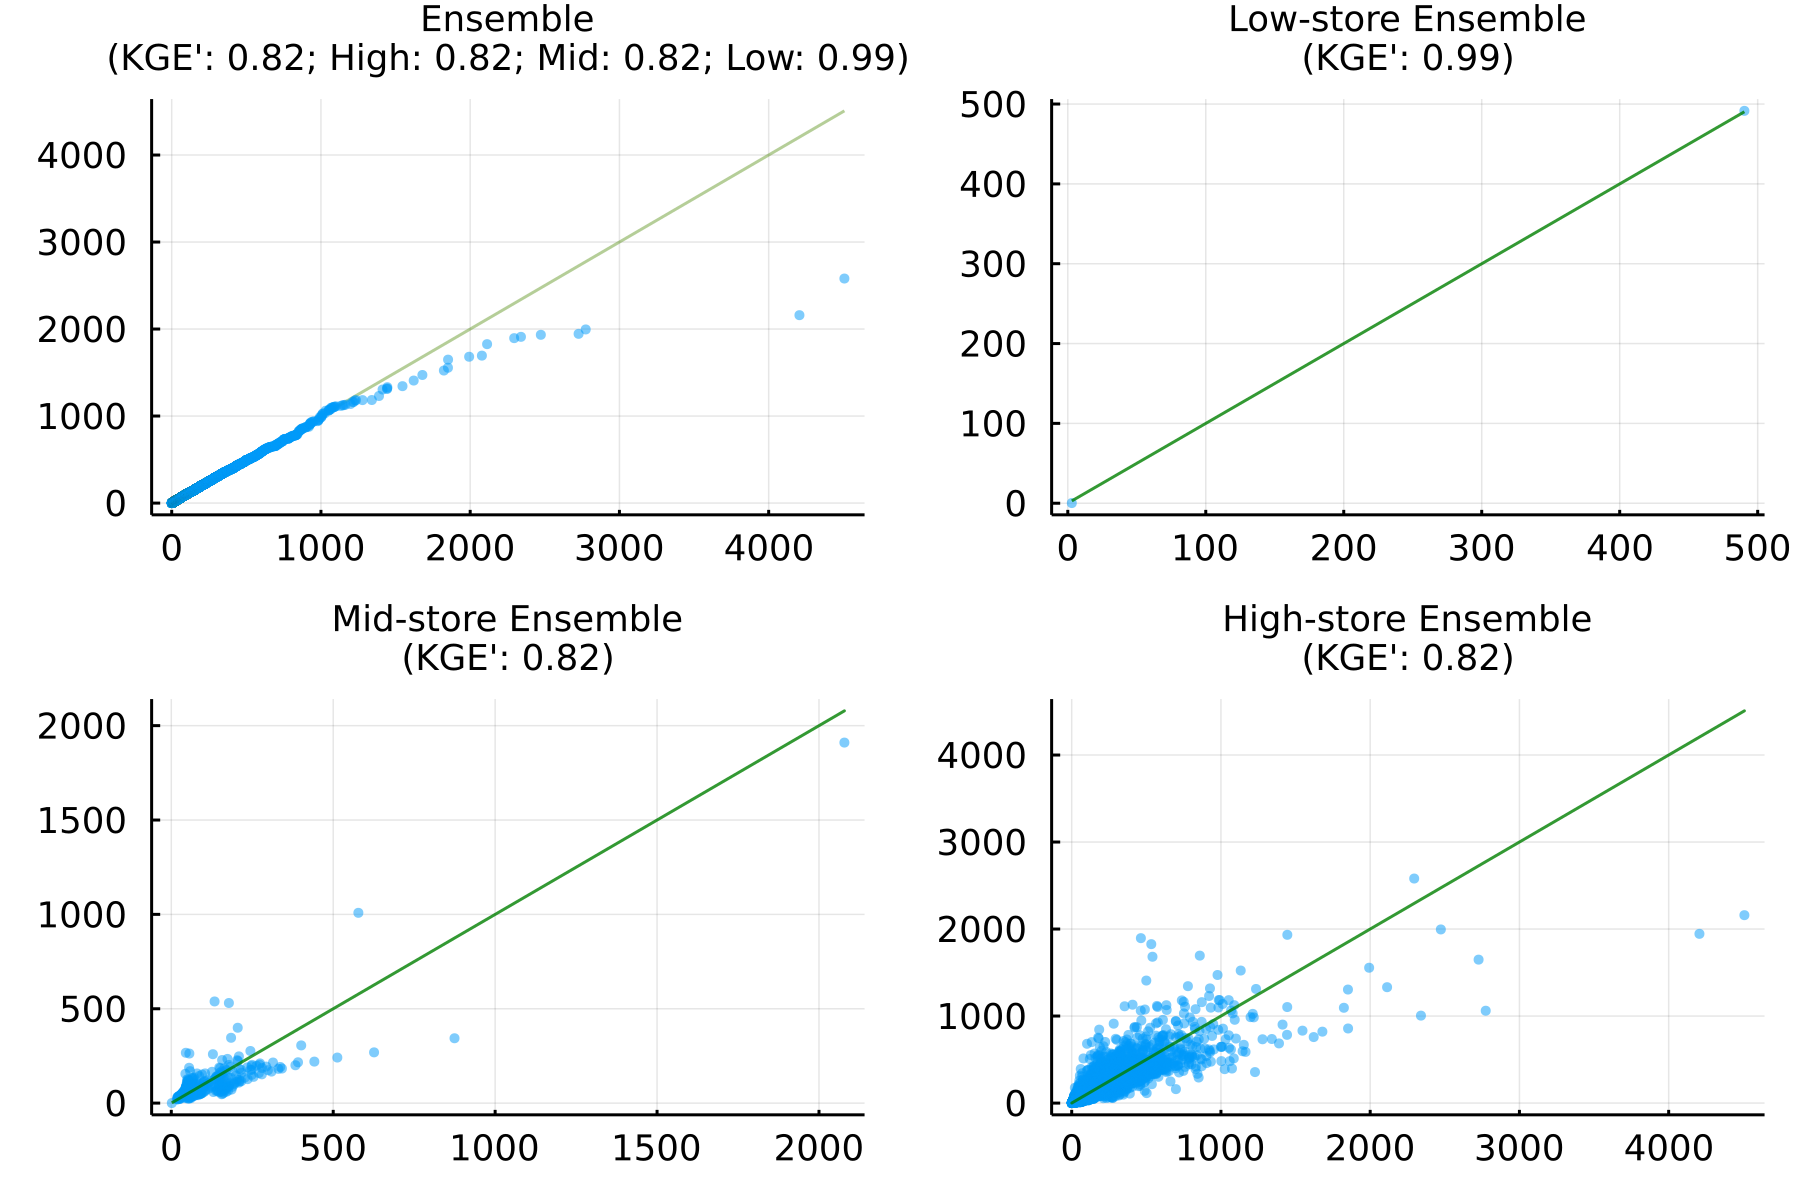 Ensemble
(KGE': 0.82; High: 0.82; Mid: 0.82; Low: 0.99)
4000
3000
2000
1000
0
0 1000 2000 3000 4000
Low-store Ensemble
(KGE': 0.99)
500
400
300
200
100
0
0 100 200 300 400 500
Mid-store Ensemble
(KGE': 0.82)
2000
1500
1000
500
0
0 500 1000 1500 2000
High-store Ensemble
(KGE': 0.82)
4000
3000
2000
1000
0
0 1000 2000 3000 4000